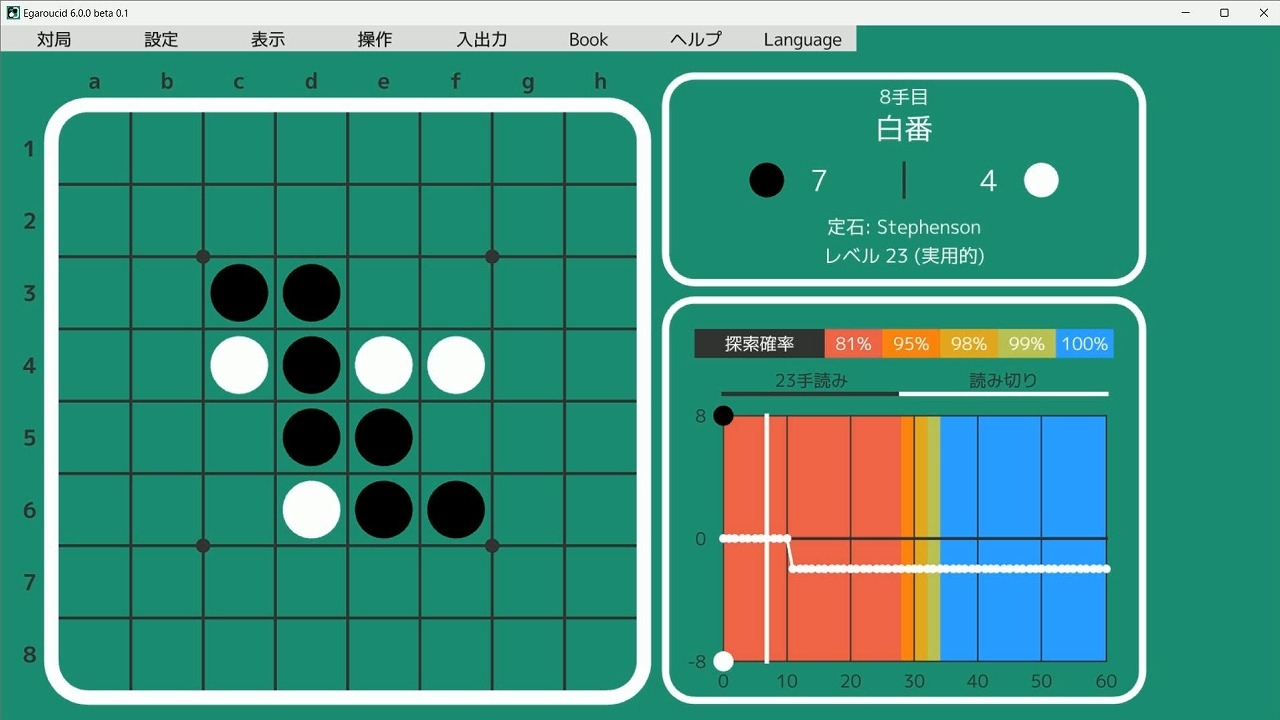 Egaroucid 6.0.0 beta 0.1
対局 設定 表示 操作 入出力 Book ヘルプ Language
a b c d e f g h
1
2
3
4
5
6
7
8
8手目
白番
7 4
定石: Stephenson
レベル 23 (実用的)
探索確率 81% 95% 98% 99% 100%
23手読み 読み切り
8
0
-8
0 10 20 30 40 50 60